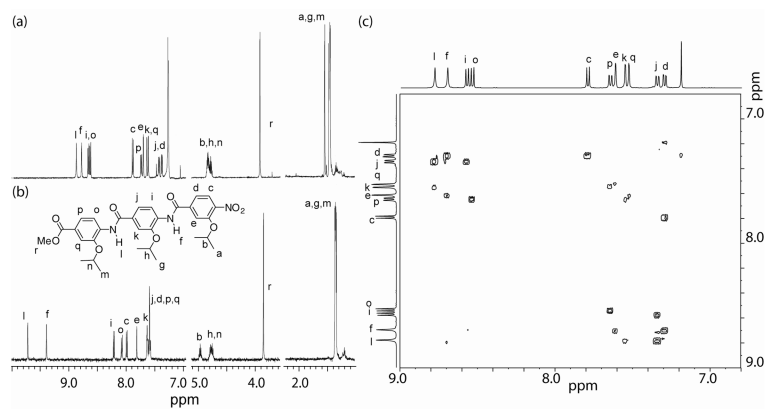 (a)
a,g,m
l f i,o c p e k,q j,d b,h,n r
(b)
d c
j i
p o
O O
MeO N H N H NO2
q k e
O O O
r l f
n h b
m g a
a,g,m
j,d,p,q
l f i o c e k b h,n r
9.0 8.0 7.0 5.0 4.0 2.0
ppm
(c)
l f i o c p e k q j d
ppm
7.0
d
j
q
k
e
p
c
8.0
o
i
f
l
9.0
9.0 8.0 7.0
ppm